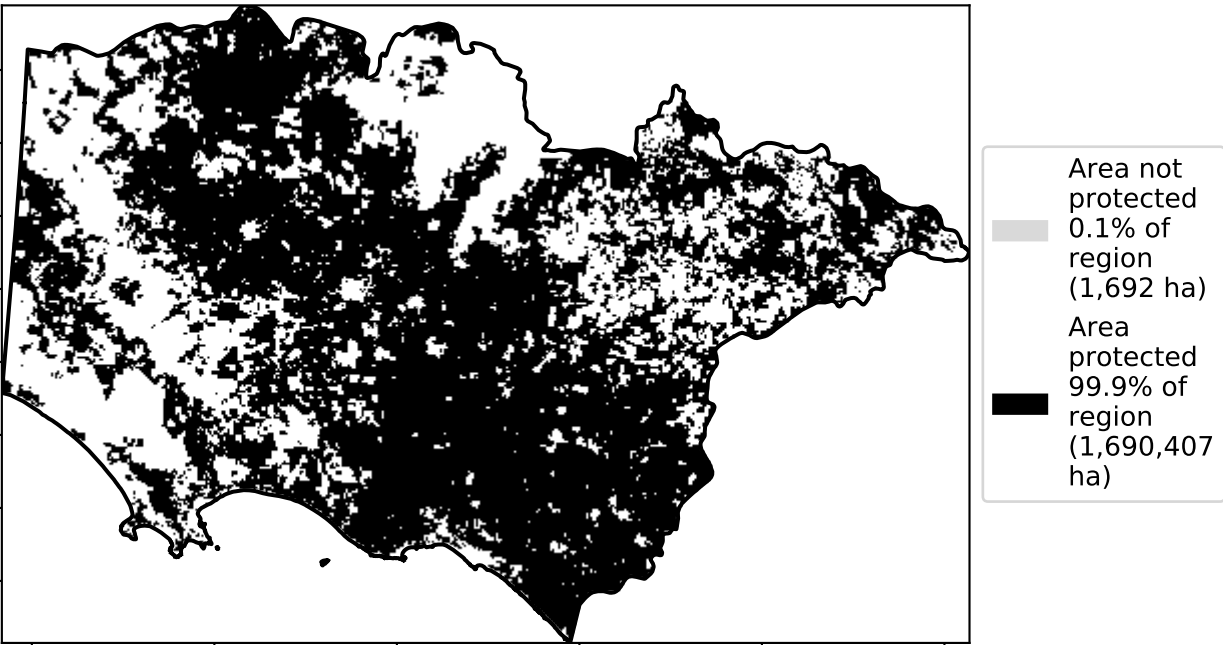 Area not
protected
0.1% of
region
(1,692 ha)
Area
protected
99.9% of
region
(1,690,407
ha)